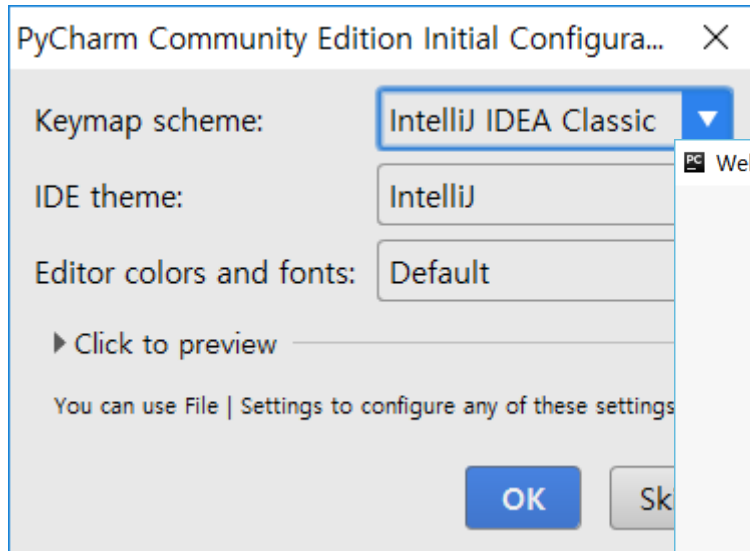 PyCharm Community Edition Initial Configura...
Keymap scheme: IntelliJ IDEA Classic
PC
IDE theme: IntelliJ
Editor colors and fonts: Default
Click to preview
You can use File | Settings to configure any of these settings
OK